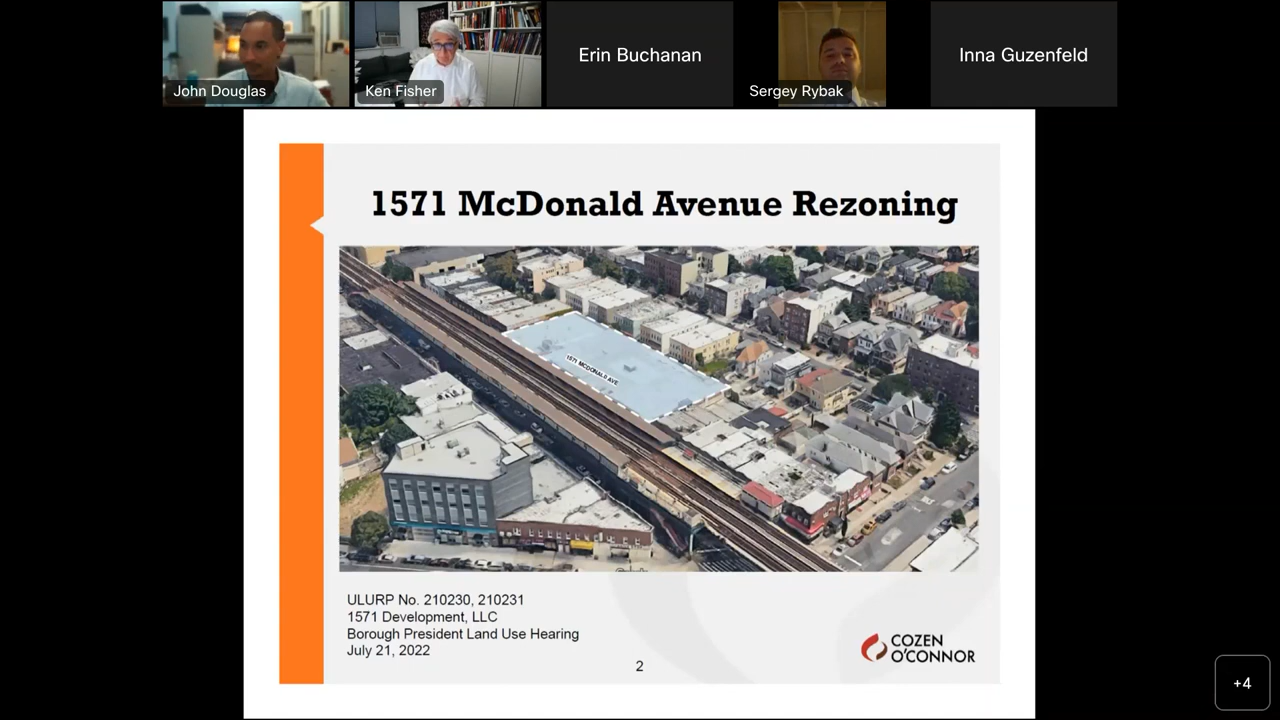 John Douglas
Ken Fisher
Erin Buchanan
Sergey Rybak
Inna Guzenfeld
1571 McDonald Avenue Rezoning
1571 MCDONALD AVE
ULURP No. 210230, 210231
1571 Development, LLC
Borough President Land Use Hearing
July 21, 2022
2
COZEN
O'CONNOR
+4